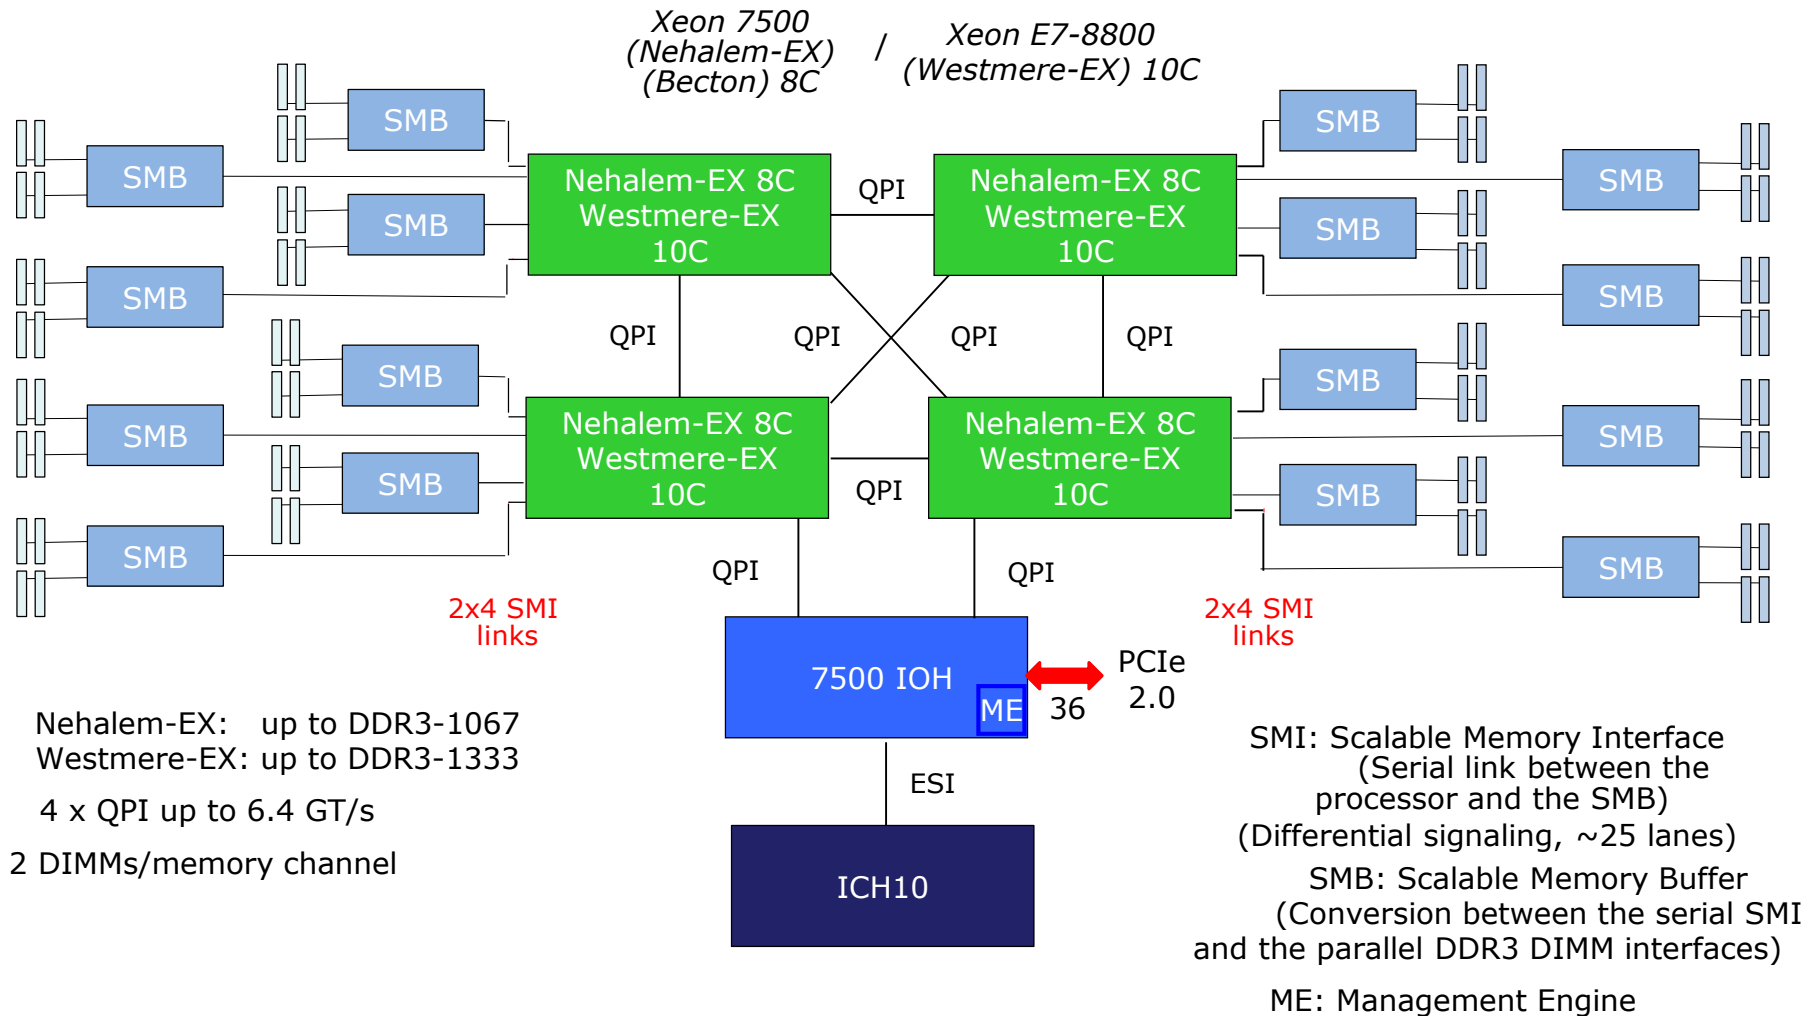 Xeon 7500
(Nehalem-EX)
(Becton) 8C
/
Xeon E7-8800
(Westmere-EX) 10C
SMB
SMB
SMB
SMB
SMB
SMB
SMB
SMB
Nehalem-EX 8C
Westmere-EX
10C
QPI
Nehalem-EX 8C
Westmere-EX
10C
SMB
SMB
SMB
SMB
SMB
SMB
SMB
SMB
QPI
QPI
QPI
QPI
Nehalem-EX 8C
Westmere-EX
10C
QPI
Nehalem-EX 8C
Westmere-EX
10C
QPI
QPI
2x4 SMI
links
2x4 SMI
links
7500 IOH
ME
36
PCIe
2.0
ESI
ICH10
Nehalem-EX: up to DDR3-1067
Westmere-EX: up to DDR3-1333
4 x QPI up to 6.4 GT/s
2 DIMMs/memory channel
SMI: Scalable Memory Interface
(Serial link between the
processor and the SMB)
(Differential signaling, ~25 lanes)
SMB: Scalable Memory Buffer
(Conversion between the serial SMI
and the parallel DDR3 DIMM interfaces)
ME: Management Engine